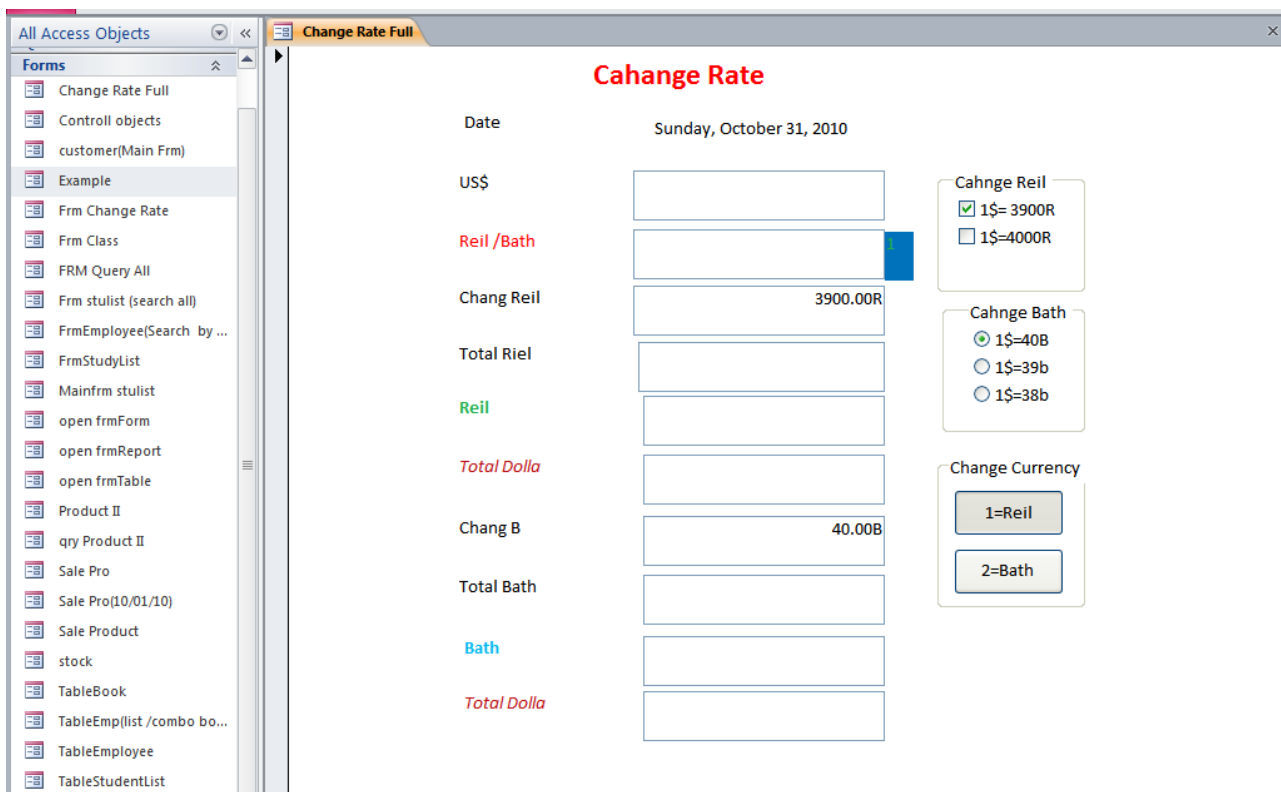 All Access Objects
Forms
Change Rate Full
Controll objects
customer(Main Frm)
Example
Frm Change Rate
Frm Class
FRM Query All
Frm stulist (search all)
FrmEmployee(Search by ...
FrmStudyList
Mainfrm stulist
open frmForm
open frmReport
open frmTable
Product II
qry Product II
Sale Pro
Sale Pro(10/01/10)
Sale Product
stock
TableBook
TableEmp(list /combo bo...
TableEmployee
TableStudentList
Change Rate Full
Cahange Rate
Date Sunday, October 31, 2010
US$
Reil /Bath 1
Chang Reil 3900.00R
Total Riel
Reil
Total Dolla
Chang B 40.00B
Total Bath
Bath
Total Dolla
Cahnge Reil
1$= 3900R
1$=4000R
Cahnge Bath
1$=40B
1$=39b
1$=38b
Change Currency
1=Reil
2=Bath